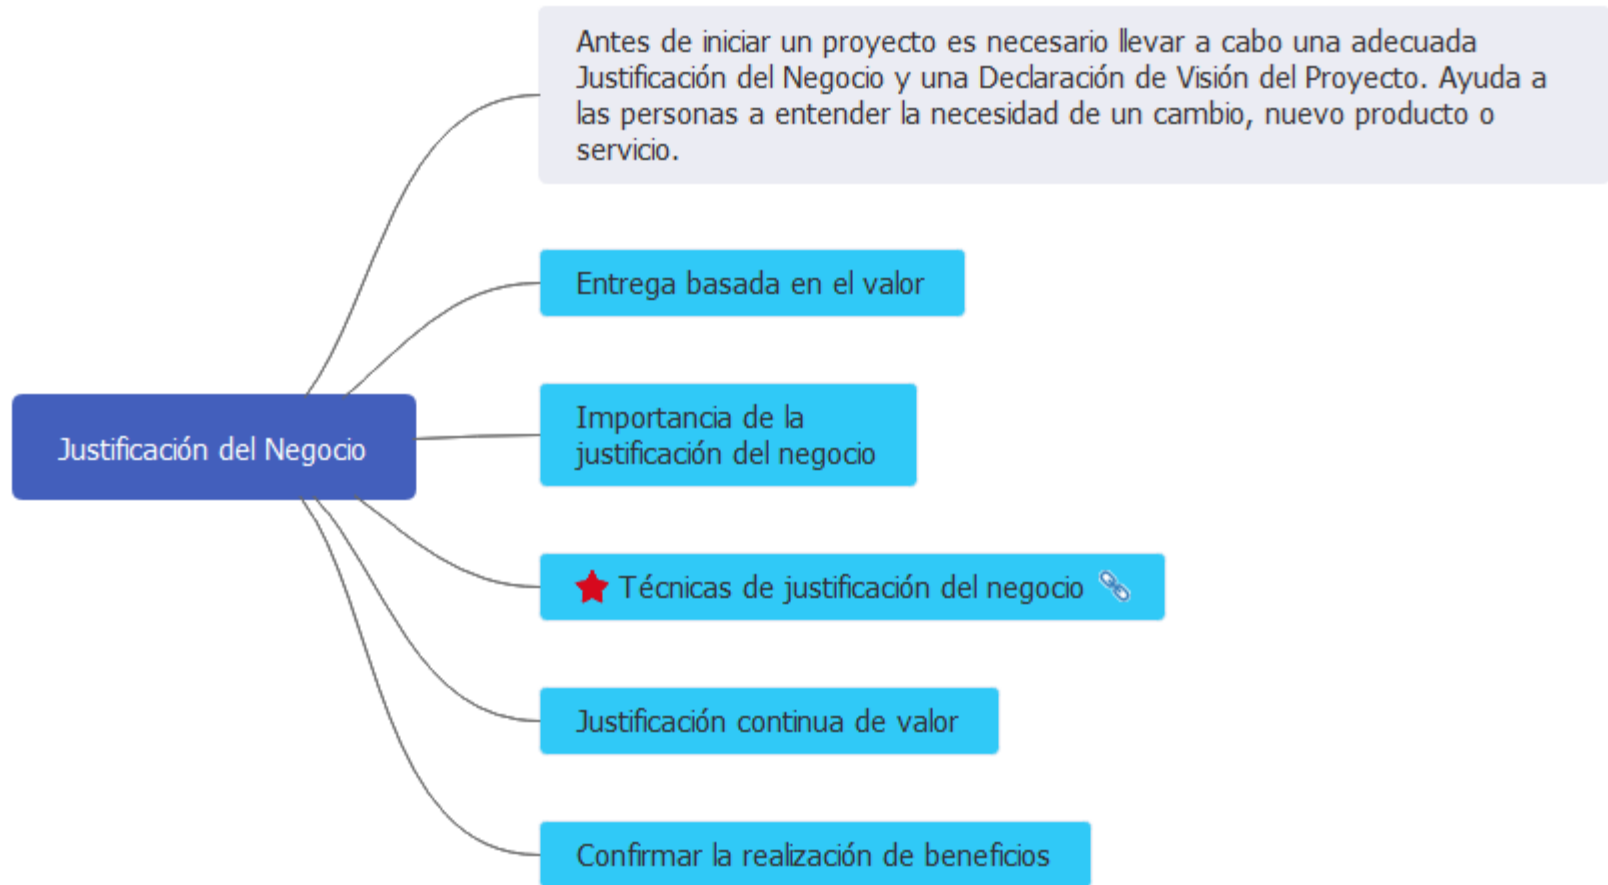 Antes de iniciar un proyecto es necesario llevar a cabo una adecuada
Justificación del Negocio y una Declaración de Visión del Proyecto. Ayuda a
las personas a entender la necesidad de un cambio, nuevo producto o
servicio.
Entrega basada en el valor
Importancia de la
justificación del negocio
Justificación del Negocio
Técnicas de justificación del negocio
Justificación continua de valor
Confirmar la realización de beneficios